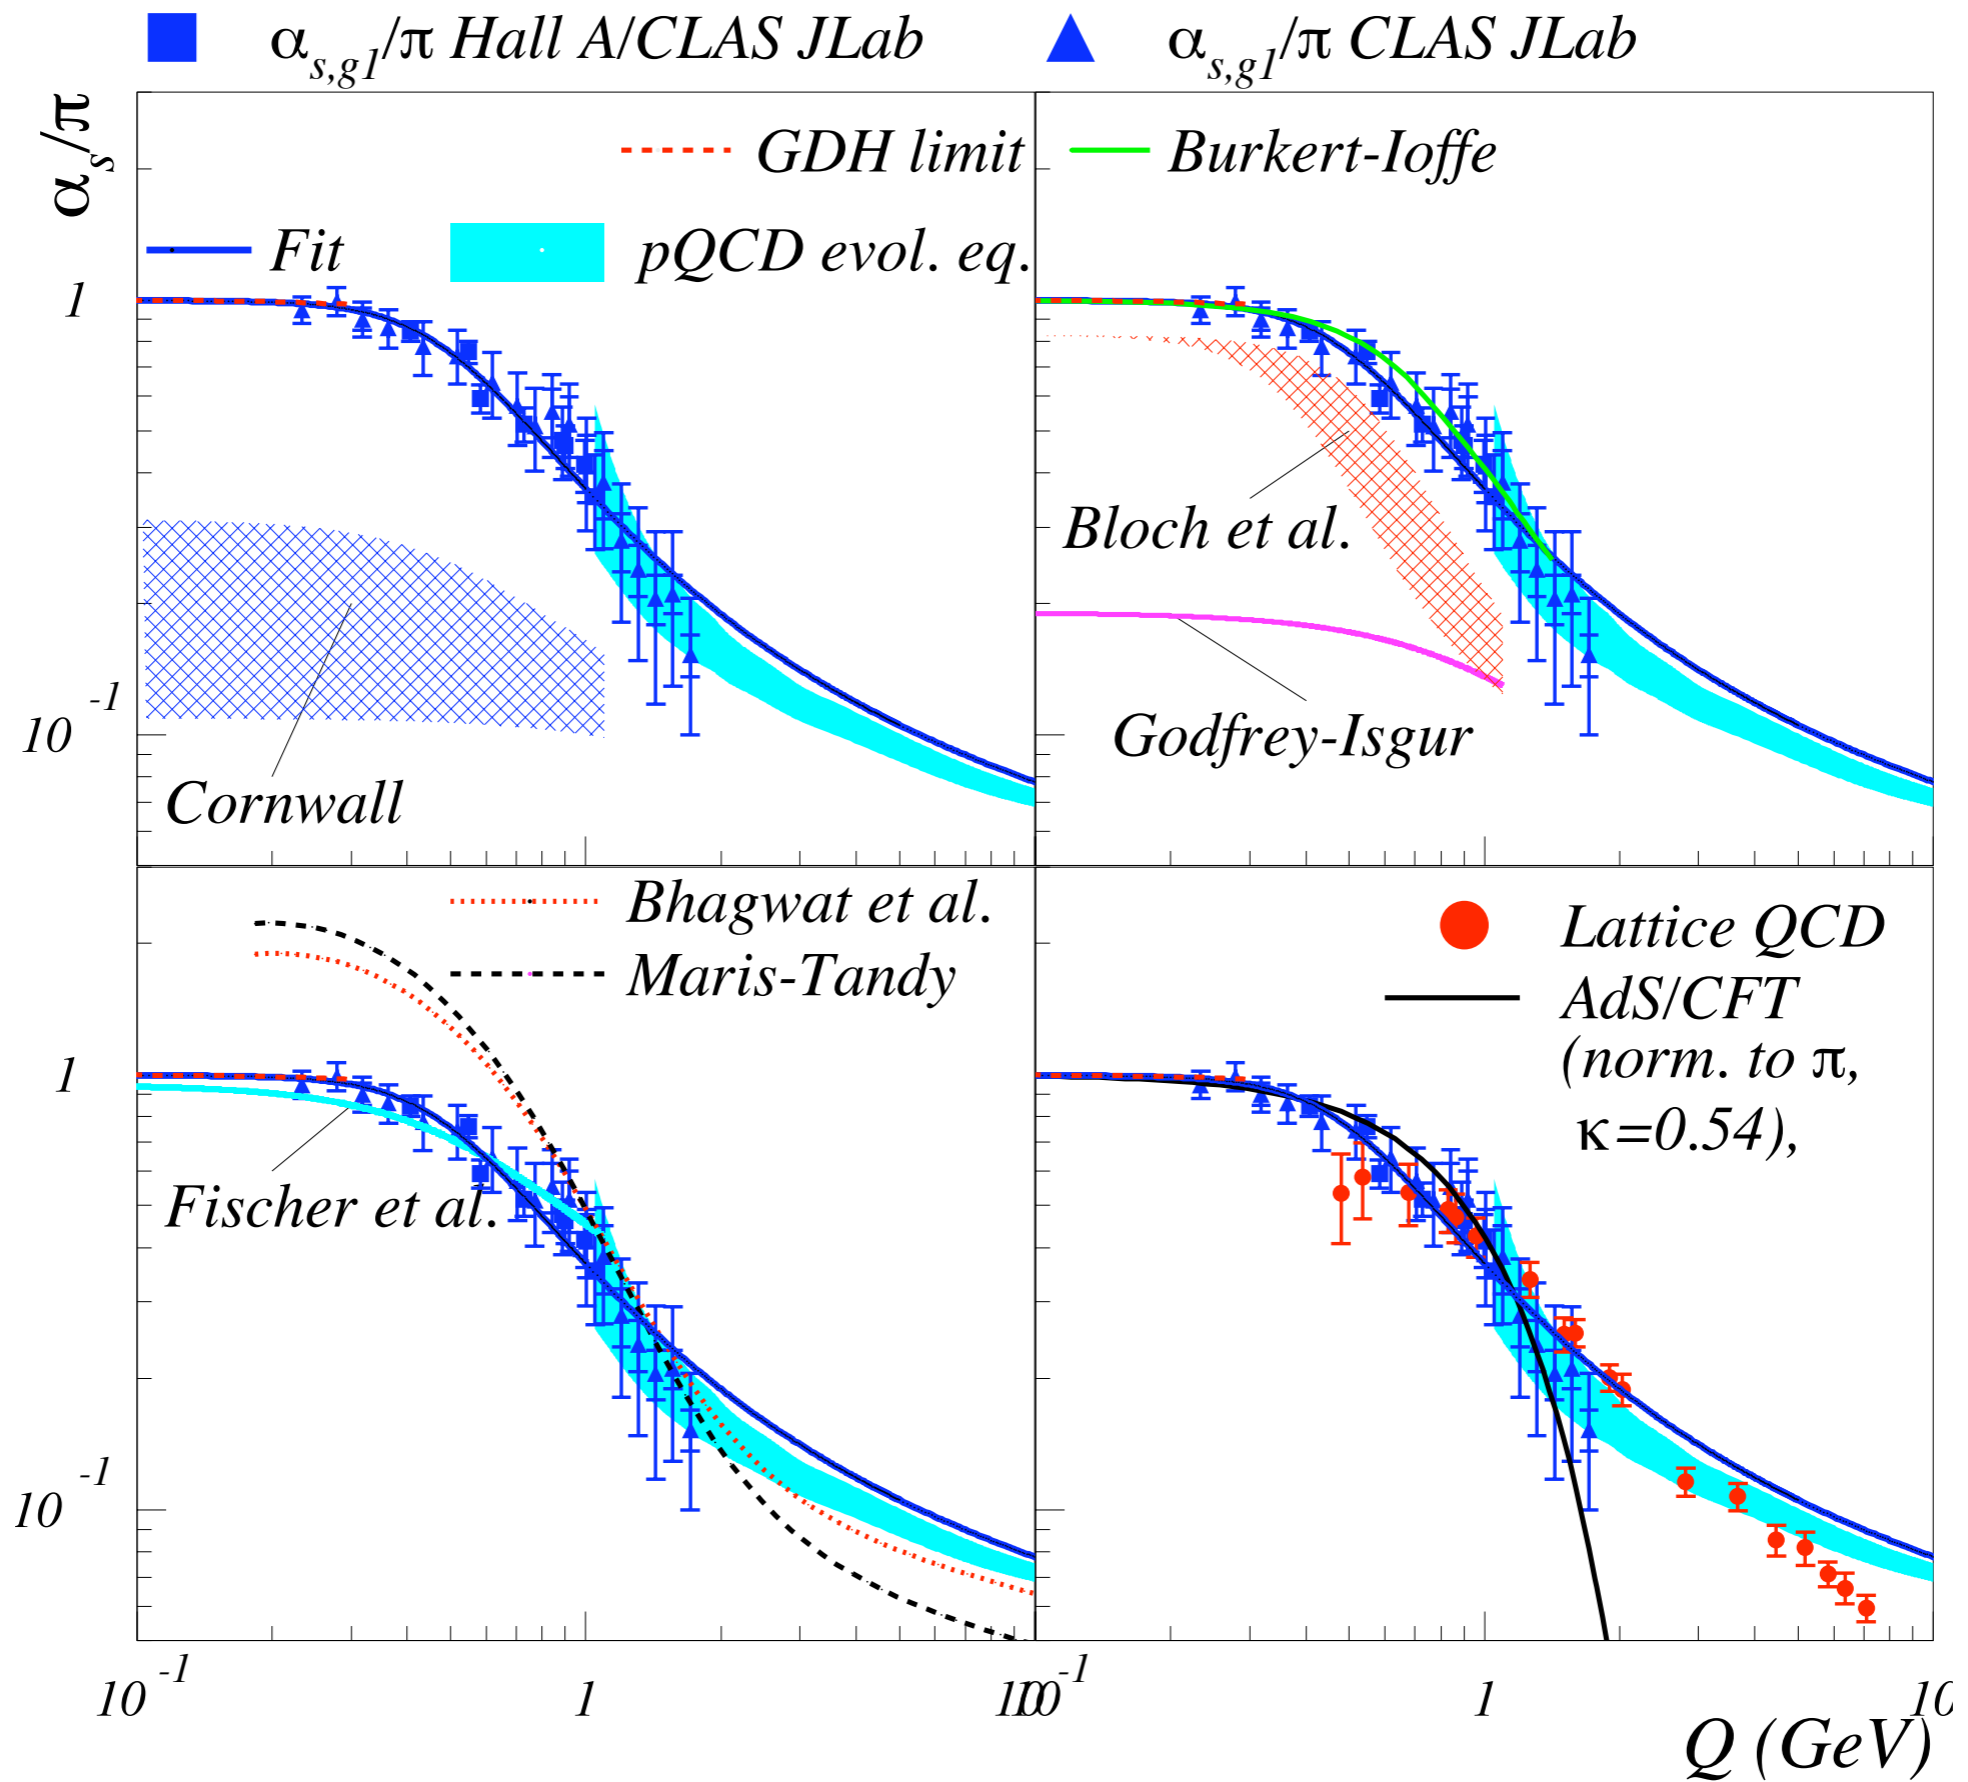 αs,g1/π Hall A/CLAS JLab
αs,g1/π CLAS JLab
αs/π
GDH limit
Burkert-Ioffe
Fit
pQCD evol. eq.
1
Bloch et al.
10 -1
Godfrey-Isgur
Cornwall
Bhagwat et al.
Maris-Tandy
Lattice QCD
AdS/CFT
(norm. to π,
κ=0.54),
1
Fischer et al.
10 -1
10 -1
1
10
10 -1
1
10
Q (GeV)